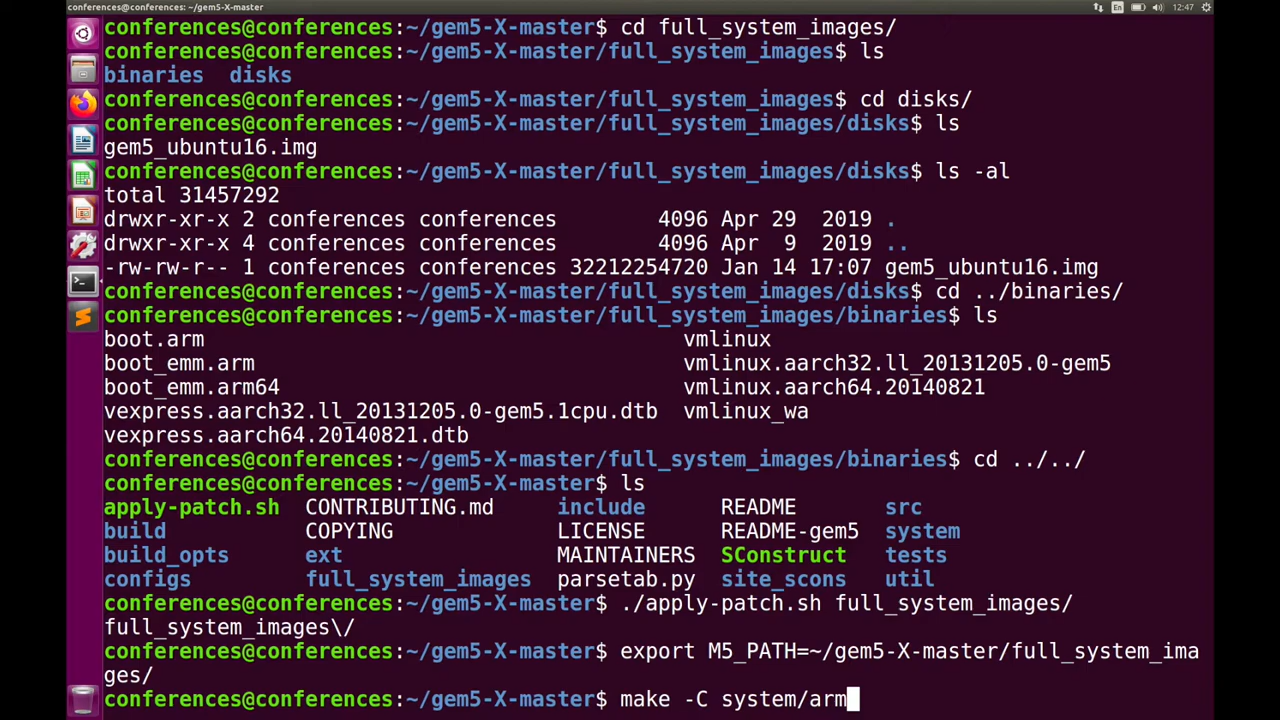 conferences@conferences: ~/gem5-X-master
En 12:47
conferences@conferences:~/gem5-X-master$ cd full_system_images/
conferences@conferences:~/gem5-X-master/full_system_images$ ls
binaries  disks
conferences@conferences:~/gem5-X-master/full_system_images$ cd disks/
conferences@conferences:~/gem5-X-master/full_system_images/disks$ ls
gem5_ubuntu16.img
conferences@conferences:~/gem5-X-master/full_system_images/disks$ ls -al
total 31457292
drwxr-xr-x 2 conferences conferences        4096 Apr 29  2019 .
drwxr-xr-x 4 conferences conferences        4096 Apr  9  2019 ..
-rw-rw-r-- 1 conferences conferences 32212254720 Jan 14 17:07 gem5_ubuntu16.img
conferences@conferences:~/gem5-X-master/full_system_images/disks$ cd ../binaries/
conferences@conferences:~/gem5-X-master/full_system_images/binaries$ ls
boot.arm                                      vmlinux
boot_emm.arm                                  vmlinux.aarch32.ll_20131205.0-gem5
boot_emm.arm64                                vmlinux.aarch64.20140821
vexpress.aarch32.ll_20131205.0-gem5.1cpu.dtb  vmlinux_wa
vexpress.aarch64.20140821.dtb
conferences@conferences:~/gem5-X-master/full_system_images/binaries$ cd ../../
conferences@conferences:~/gem5-X-master$ ls
apply-patch.sh  CONTRIBUTING.md     include      README       src
build           COPYING             LICENSE      README-gem5  system
build_opts      ext                 MAINTAINERS  SConstruct   tests
configs         full_system_images  parsetab.py  site_scons   util
conferences@conferences:~/gem5-X-master$ ./apply-patch.sh full_system_images/
full_system_images\/
conferences@conferences:~/gem5-X-master$ export M5_PATH=~/gem5-X-master/full_system_ima
ges/
conferences@conferences:~/gem5-X-master$ make -C system/arm